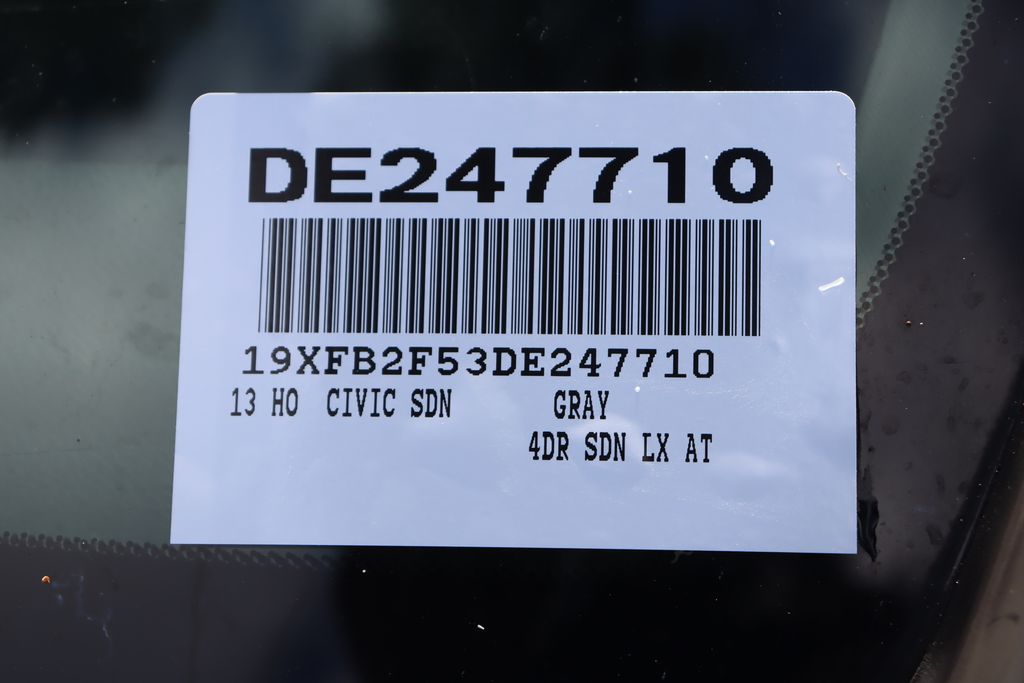 DE247710
19XFB2F53DE247710
13 HO CIVIC SDN GRAY
4DR SDN LX AT